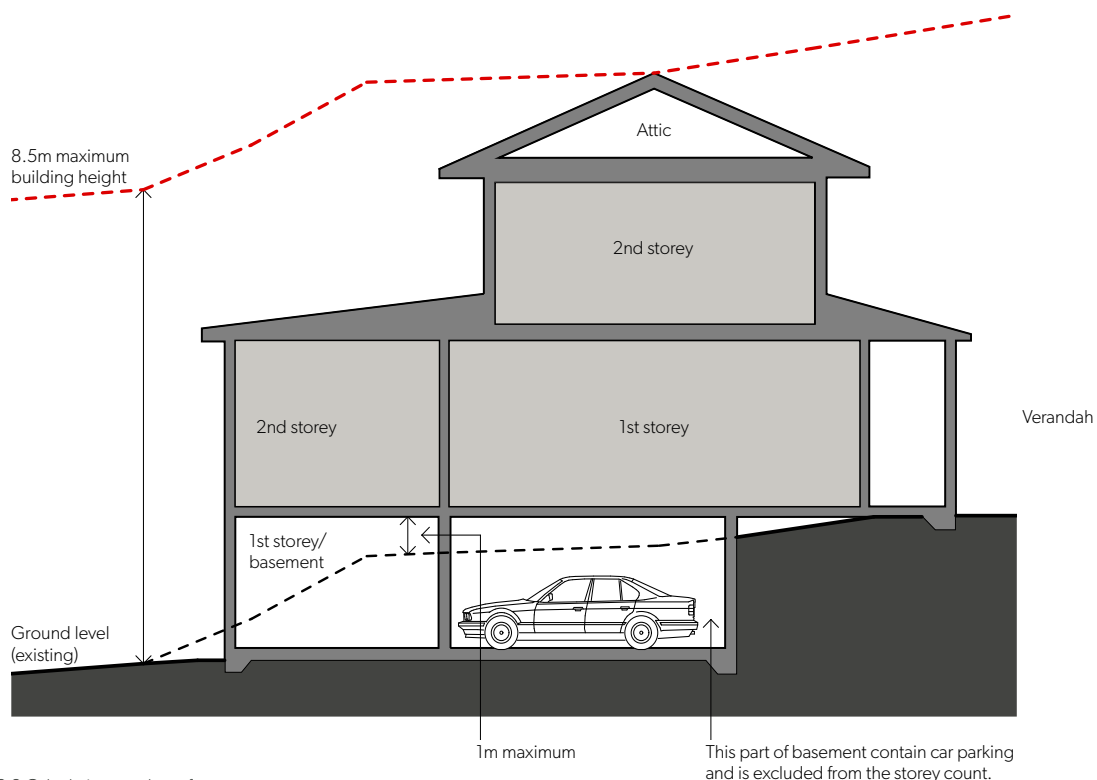 Attic
8.5m maximum
building height
2nd storey
2nd storey
1st storey
Verandah
1st storey/
basement
Ground level
(existing)
1m maximum
This part of basement contain car parking
and is excluded from the storey count.